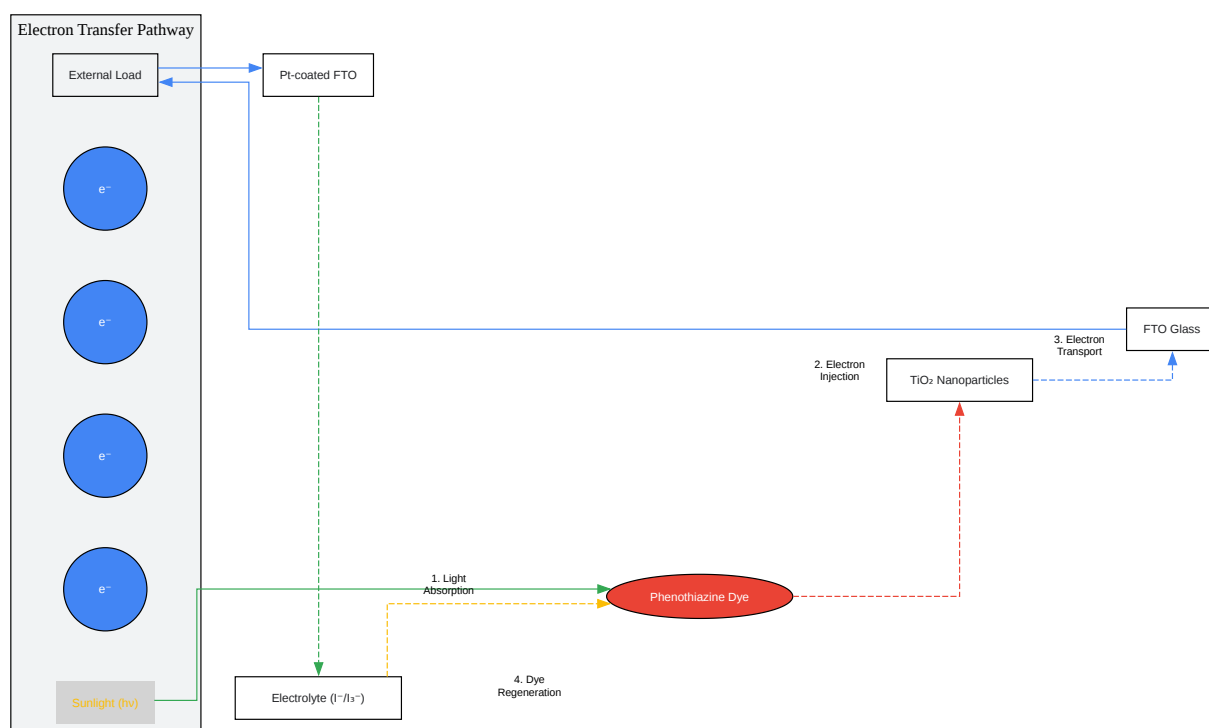 Electron Transfer Pathway
External Load
Pt-coated FTO
e⁻
e⁻
FTO Glass
3. Electron
Transport
2. Electron
Injection
TiO₂ Nanoparticles
e⁻
e⁻
1. Light
Absorption
Phenothiazine Dye
4. Dye
Regeneration
Electrolyte (I⁻/I₃⁻)
Sunlight (hν)